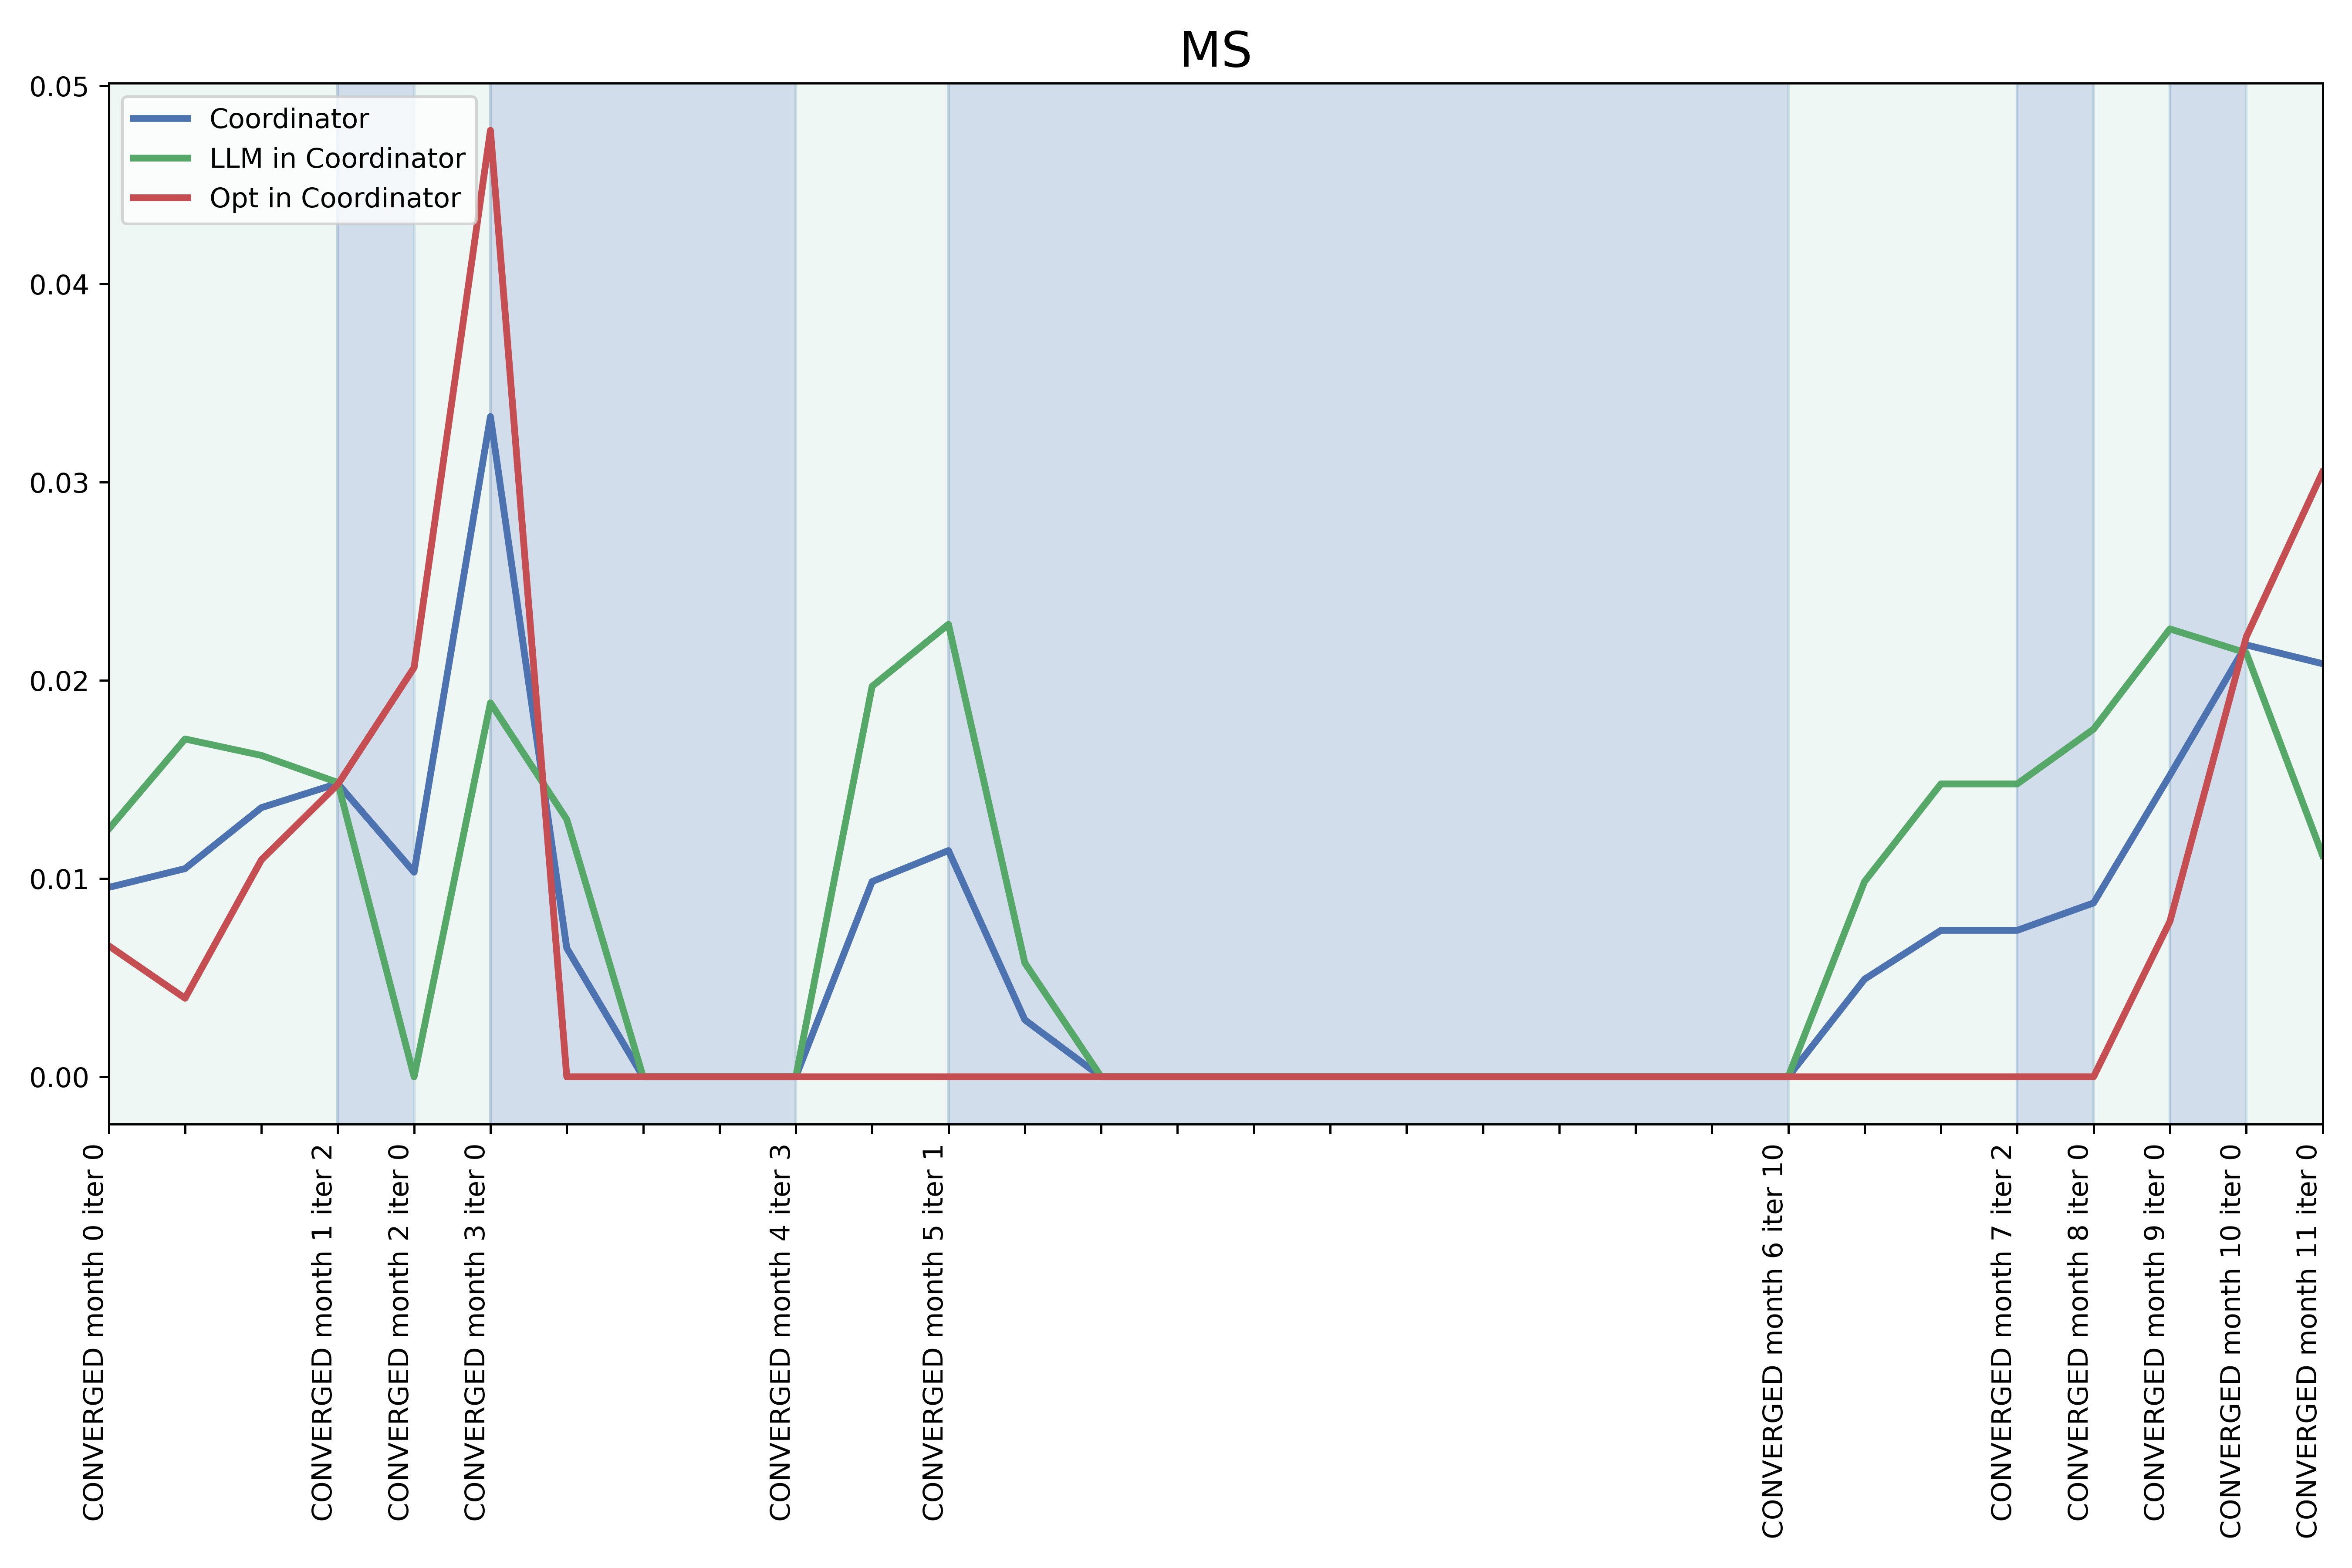 MS
0.05
0.04
0.03
0.02
0.01
0.00
Coordinator
LLM in Coordinator
Opt in Coordinator
CONVERGED month 0 iter 0
CONVERGED month 1 iter 2
CONVERGED month 2 iter 0
CONVERGED month 3 iter 0
CONVERGED month 4 iter 3
CONVERGED month 5 iter 1
CONVERGED month 6 iter 10
CONVERGED month 7 iter 2
CONVERGED month 8 iter 0
CONVERGED month 9 iter 0
CONVERGED month 10 iter 0
CONVERGED month 11 iter 0